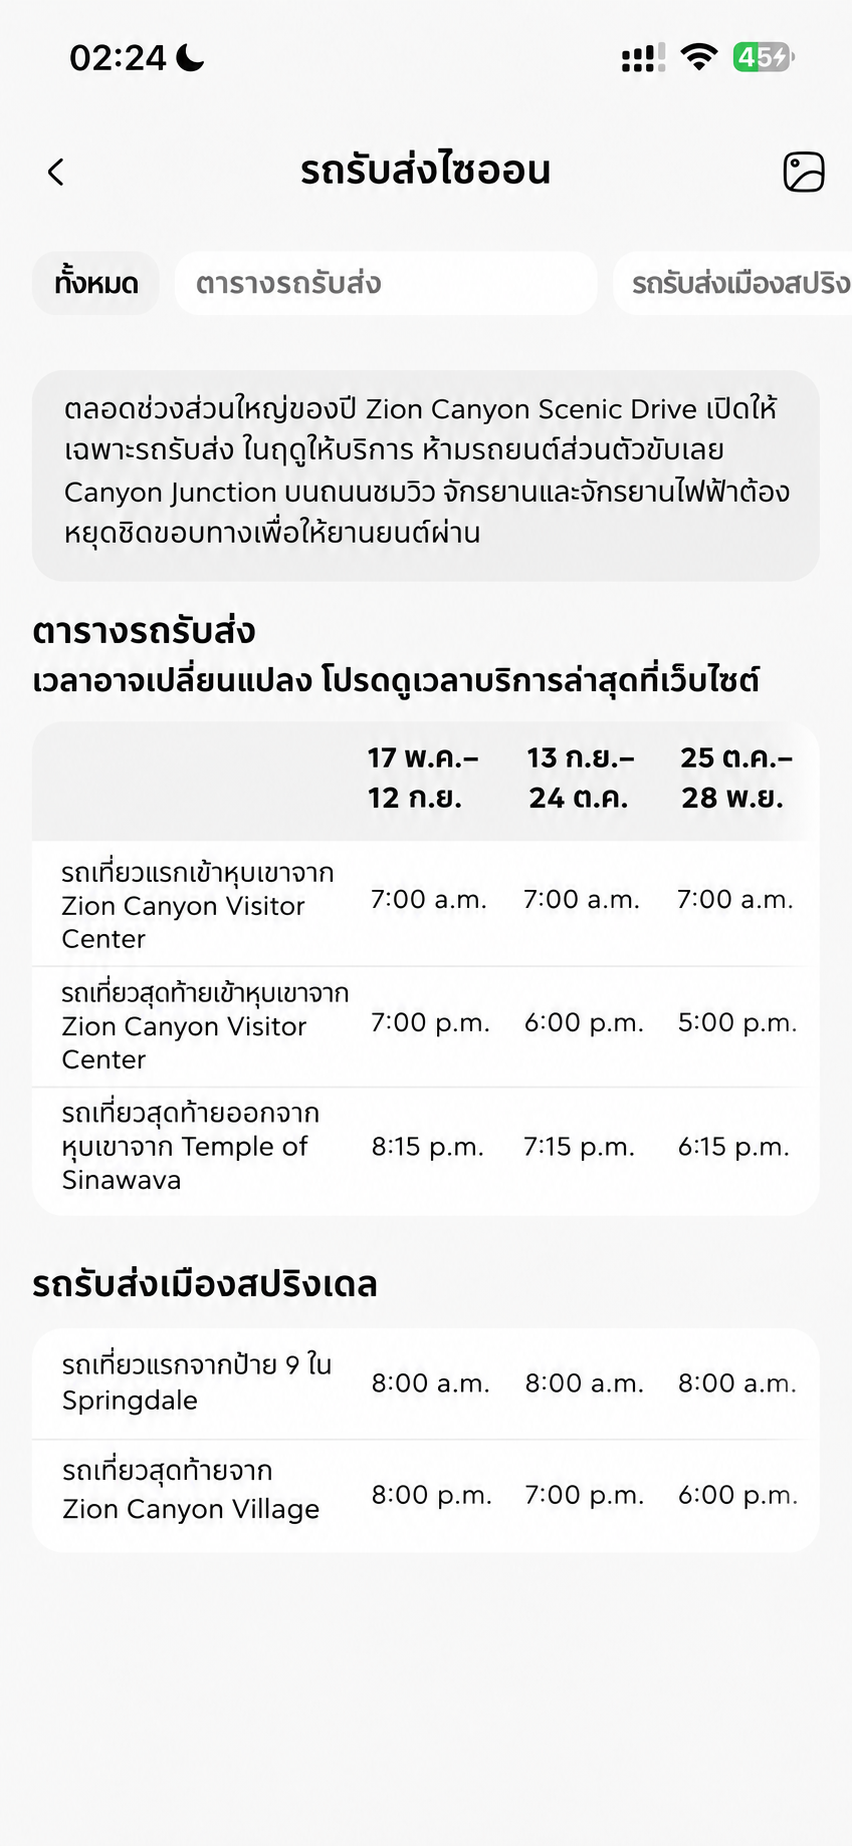 02:24
45
รถรับส่งไซออน
ทั้งหมด
ตารางรถรับส่ง
รถรับส่งเมืองสปริง
ตลอดช่วงส่วนใหญ่ของปี Zion Canyon Scenic Drive เปิดให้
เฉพาะรถรับส่ง ในฤดูให้บริการ ห้ามรถยนต์ส่วนตัวขับเลย
Canyon Junction บนถนนชมวิว จักรยานและจักรยานไฟฟ้าต้อง
หยุดชิดขอบทางเพื่อให้ยานยนต์ผ่าน
ตารางรถรับส่ง
เวลาอาจเปลี่ยนแปลง โปรดดูเวลาบริการล่าสุดที่เว็บไซต์
17 พ.ค.– 13 ก.ย.– 25 ต.ค.–
12 ก.ย. 24 ต.ค. 28 พ.ย.
รถเที่ยวแรกเข้าหุบเขาจาก
Zion Canyon Visitor 7:00 a.m. 7:00 a.m. 7:00 a.m.
Center
รถเที่ยวสุดท้ายเข้าหุบเขาจาก
Zion Canyon Visitor 7:00 p.m. 6:00 p.m. 5:00 p.m.
Center
รถเที่ยวสุดท้ายออกจาก
หุบเขาจาก Temple of 8:15 p.m. 7:15 p.m. 6:15 p.m.
Sinawava
รถรับส่งเมืองสปริงเดล
รถเที่ยวแรกจากป้าย 9 ใน 8:00 a.m. 8:00 a.m. 8:00 a.m.
Springdale
รถเที่ยวสุดท้ายจาก 8:00 p.m. 7:00 p.m. 6:00 p.m.
Zion Canyon Village